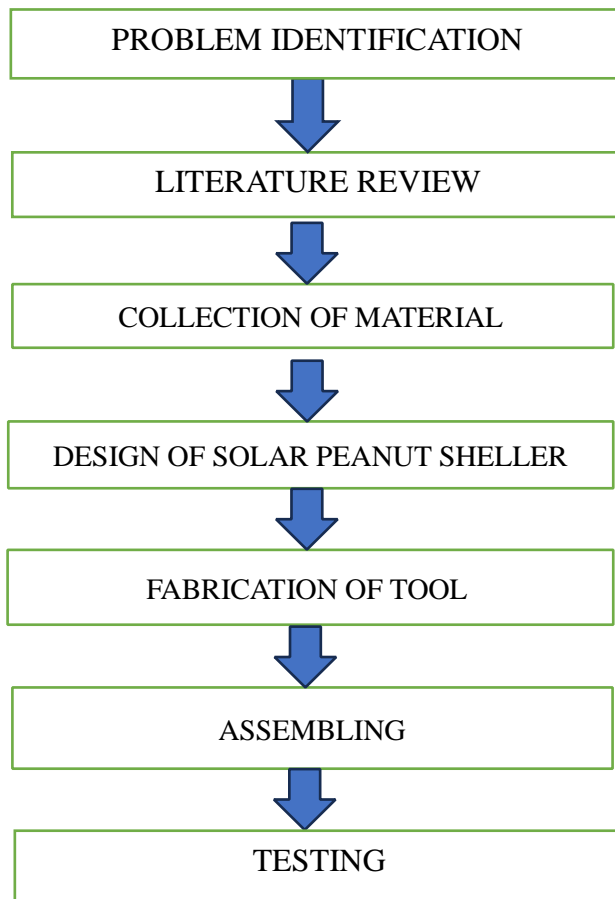 PROBLEM IDENTIFICATION
LITERATURE REVIEW
COLLECTION OF MATERIAL
DESIGN OF SOLAR PEANUT SHELLER
FABRICATION OF TOOL
ASSEMBLING
TESTING